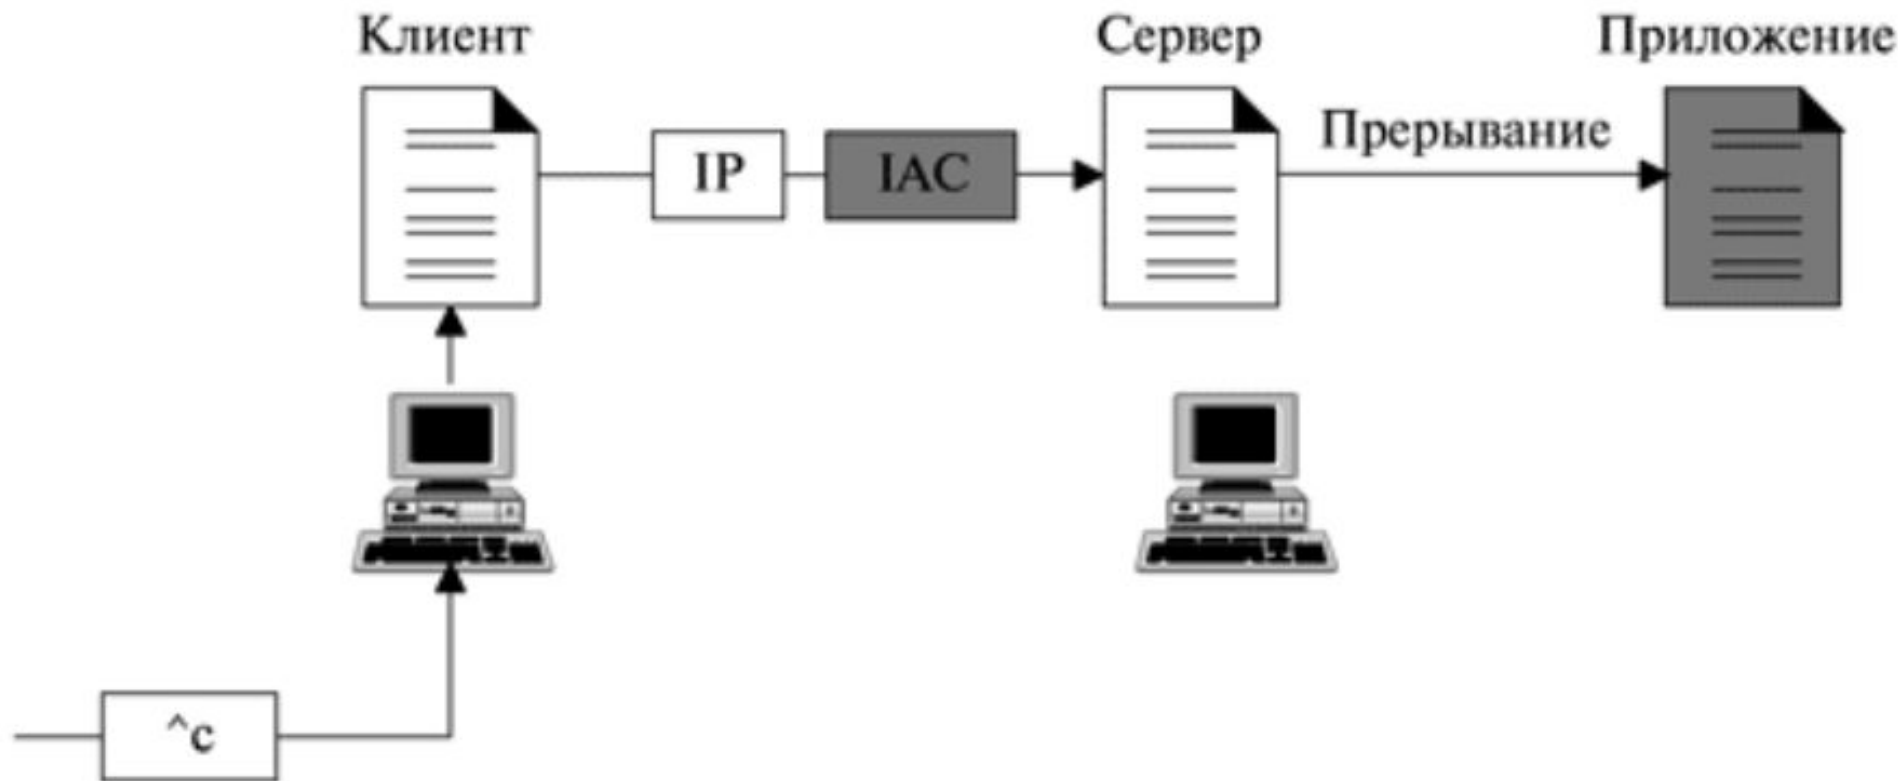 Клиент
Сервер
Приложение
IP
IAC
Прерывание
^c